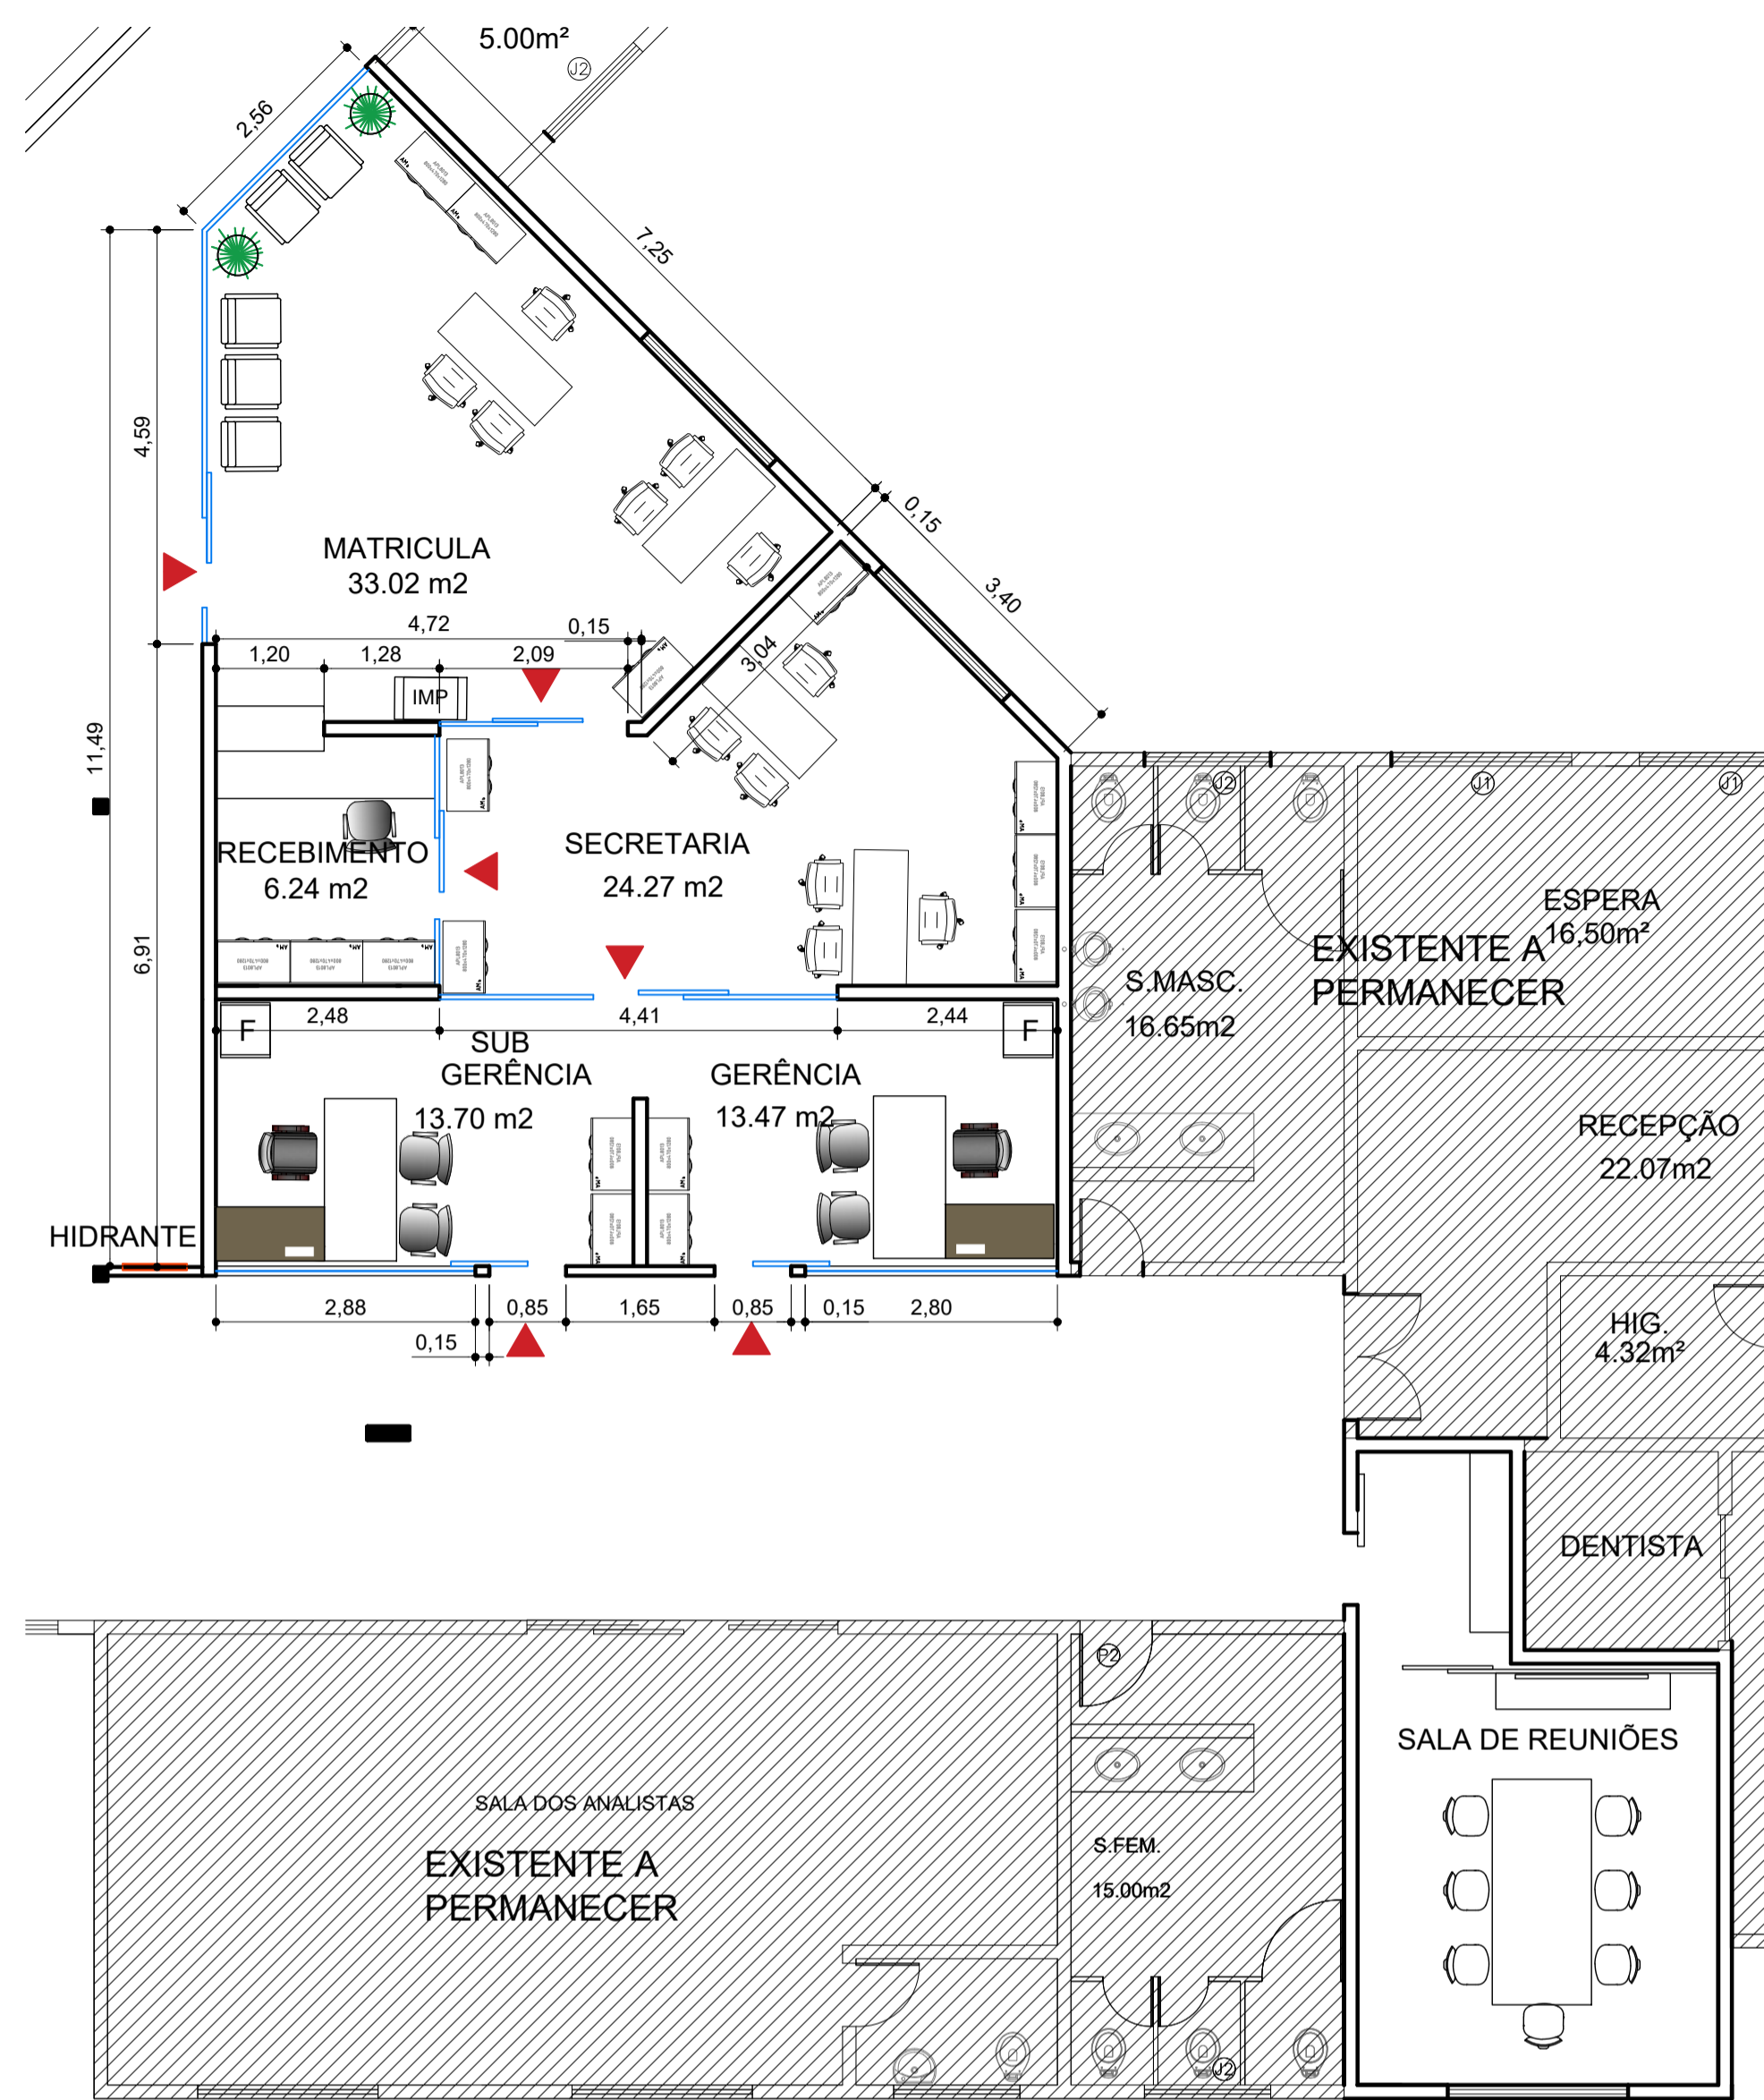 5.00m²
J2
2,56
7,25
4,59
0,15
3,40
MATRICULA
33.02 m2
4,72
0,15
1,20
1,28
2,09
3,04
IMP
11,49
J2
J1
J1
RECEBIMENTO
6.24 m2
SECRETARIA
24.27 m2
ESPERA
16,50m²
EXISTENTE A
PERMANECER
6,91
S.MASC.
16.65m2
2,48
4,41
2,44
F
F
SUB
GERÊNCIA
13.70 m2
GERÊNCIA
13.47 m2
RECEPÇÃO
22.07m2
HIDRANTE
2,88
0,85
1,65
0,85
0,15
2,80
0,15
HIG.
4.32m²
DENTISTA
P2
SALA DE REUNIÕES
SALA DOS ANALISTAS
EXISTENTE A
PERMANECER
S.FEM.
15.00m2
J2